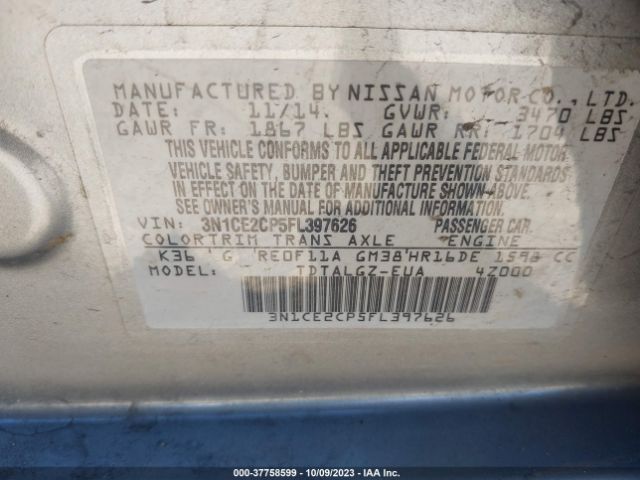 MANUFACTURED BY NISSAN MOTOR CO., LTD.
DATE: 11/14. GVWR: 3470 LBS
GAWR FR: 1867 LBS GAWR RR: 1704 LBS
THIS VEHICLE CONFORMS TO ALL APPLICABLE FEDERAL MOTOR
VEHICLE SAFETY, BUMPER AND THEFT PREVENTION STANDARDS
IN EFFECT ON THE DATE OF MANUFACTURE SHOWN ABOVE.
SEE OWNER'S MANUAL FOR ADDITIONAL INFORMATION.
VIN: 3N1CE2CP5FL397626 PASSENGER CAR.
COLOR TRIM TRANS AXLE ENGINE
K36 G RE0F11A GM38 HR16DE 1598 CC
MODEL: TDTALGZ-EUA 4Z000
3N1CE2CP5FL397626
000-37758599 - 10/09/2023 - IAA Inc.